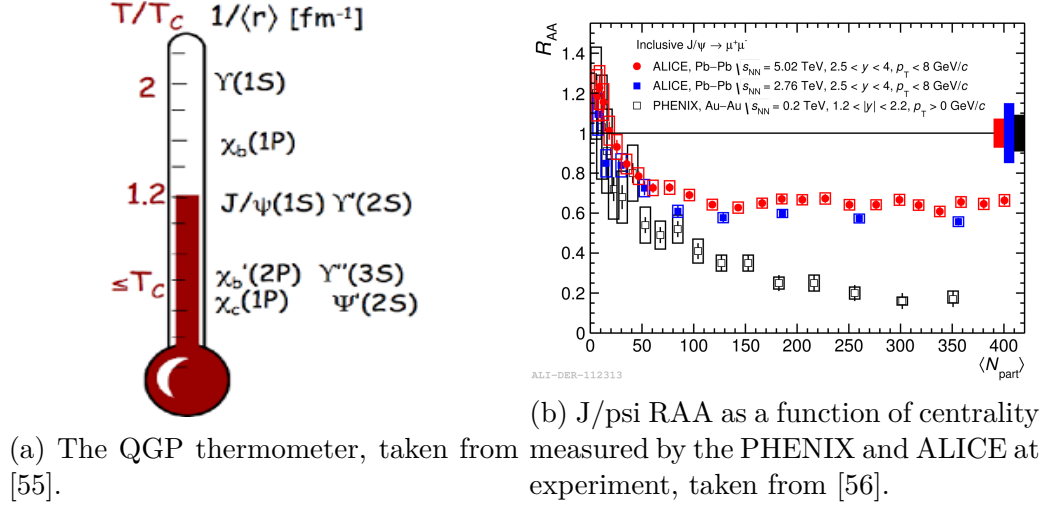 T/T_C 1/⟨r⟩ [fm⁻¹]
2
ϒ(1S)
χ_b(1P)
1.2
J/ψ(1S) ϒ'(2S)
≤T_C
χ_b'(2P) ϒ''(3S)
χ_c(1P) Ψ'(2S)
(a) The QGP thermometer, taken from
[55].
R_AA
1.4
1.2
1
0.8
0.6
0.4
0.2
0
Inclusive J/ψ → μ⁺μ⁻
ALICE, Pb–Pb √s_NN = 5.02 TeV, 2.5 < y < 4, p_T < 8 GeV/c
ALICE, Pb–Pb √s_NN = 2.76 TeV, 2.5 < y < 4, p_T < 8 GeV/c
PHENIX, Au–Au √s_NN = 0.2 TeV, 1.2 < |y| < 2.2, p_T > 0 GeV/c
0 50 100 150 200 250 300 350 400
⟨N_part⟩
ALI-DER-112313
(b) J/psi RAA as a function of centrality
measured by the PHENIX and ALICE at
experiment, taken from [56].